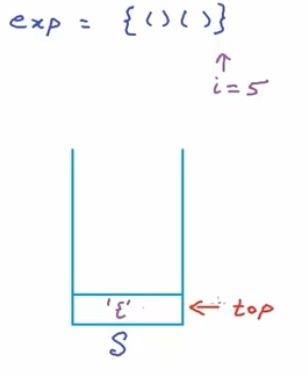 exp = {()()}
↑
i=5
'{' ← top
S